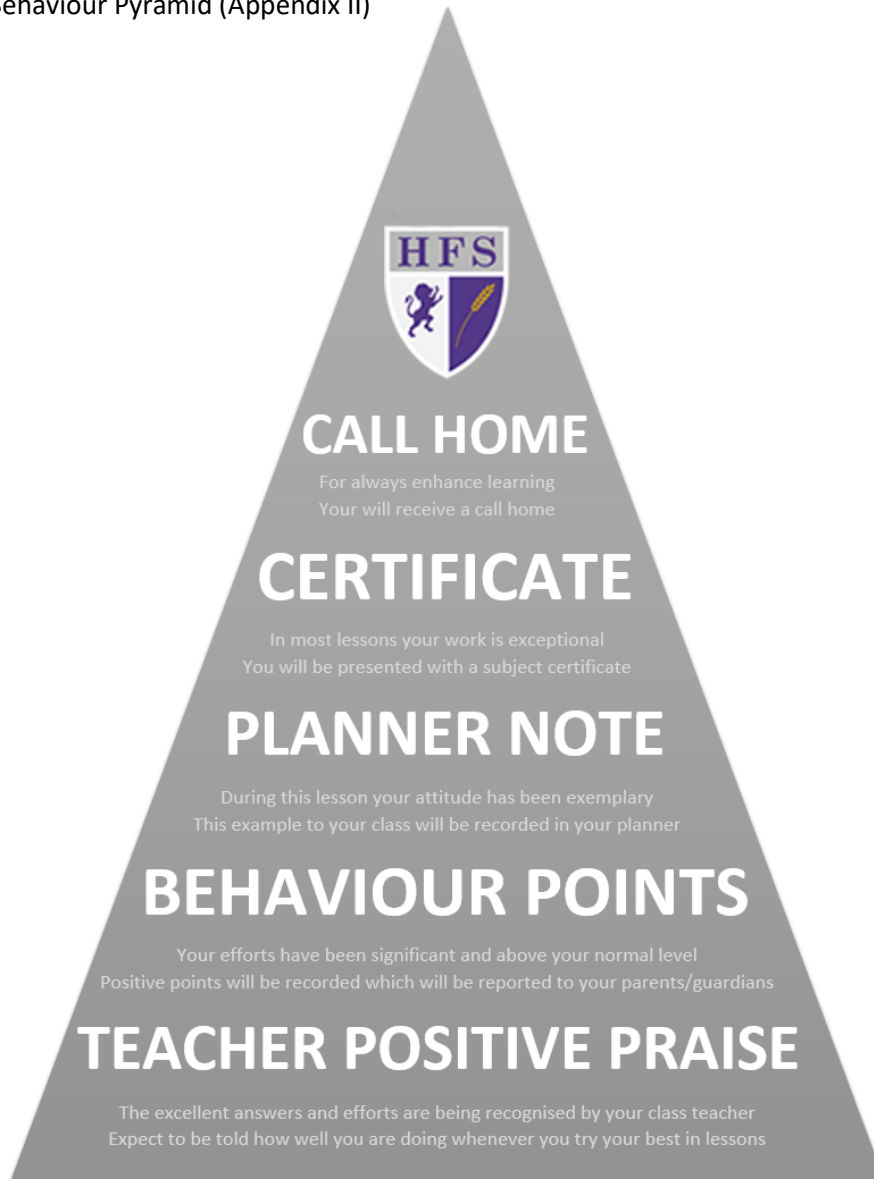 Behaviour Pyramid (Appendix II)
HFS
CALL HOME
For always enhance learning
Your will receive a call home
CERTIFICATE
In most lessons your work is exceptional
You will be presented with a subject certificate
PLANNER NOTE
During this lesson your attitude has been exemplary
This example to your class will be recorded in your planner
BEHAVIOUR POINTS
Your efforts have been significant and above your normal level
Positive points will be recorded which will be reported to your parents/guardians
TEACHER POSITIVE PRAISE
The excellent answers and efforts are being recognised by your class teacher
Expect to be told how well you are doing whenever you try your best in lessons